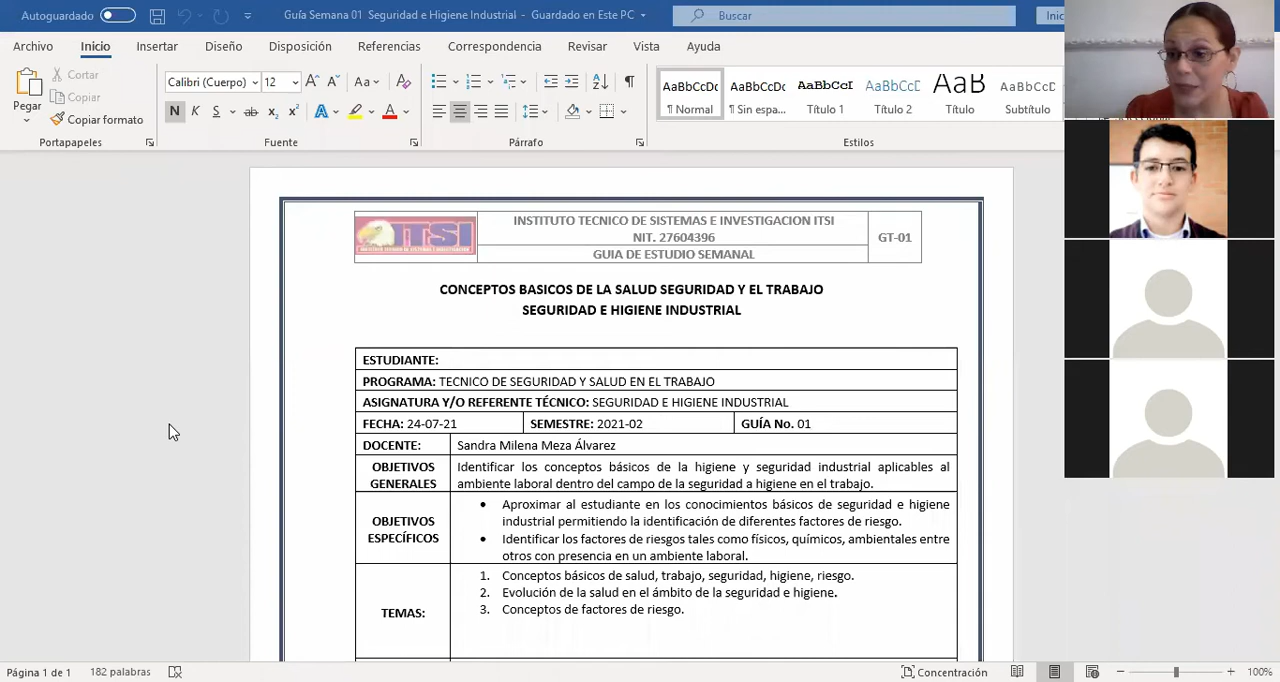 Autoguardado
Guía Semana 01 Seguridad e Higiene Industrial - Guardado en Este PC
Buscar
Inic
Archivo Inicio Insertar Diseño Disposición Referencias Correspondencia Revisar Vista Ayuda
Pegar
Cortar
Copiar
Copiar formato
Portapapeles
Calibri (Cuerpo) 12
Aa
N K S ab x₂ x² A A
Fuente
Párrafo
AaBbCcDc AaBbCcDc AaBbCcI AaBbCcD AaB AaBbCcD
¶ Normal ¶ Sin espa... Título 1 Título 2 Título Subtítulo
Estilos
ITSI
INSTITUTO TECNICO DE SISTEMAS E INVESTIGACION ITSI
NIT. 27604396
GUIA DE ESTUDIO SEMANAL
GT-01
CONCEPTOS BASICOS DE LA SALUD SEGURIDAD Y EL TRABAJO
SEGURIDAD E HIGIENE INDUSTRIAL
ESTUDIANTE:
PROGRAMA: TECNICO DE SEGURIDAD Y SALUD EN EL TRABAJO
ASIGNATURA Y/O REFERENTE TÉCNICO: SEGURIDAD E HIGIENE INDUSTRIAL
FECHA: 24-07-21 SEMESTRE: 2021-02 GUÍA No. 01
DOCENTE: Sandra Milena Meza Álvarez
OBJETIVOS GENERALES
Identificar los conceptos básicos de la higiene y seguridad industrial aplicables al
ambiente laboral dentro del campo de la seguridad a higiene en el trabajo.
OBJETIVOS ESPECÍFICOS
• Aproximar al estudiante en los conocimientos básicos de seguridad e higiene
industrial permitiendo la identificación de diferentes factores de riesgo.
• Identificar los factores de riesgos tales como físicos, químicos, ambientales entre
otros con presencia en un ambiente laboral.
TEMAS:
1. Conceptos básicos de salud, trabajo, seguridad, higiene, riesgo.
2. Evolución de la salud en el ámbito de la seguridad e higiene.
3. Conceptos de factores de riesgo.
Página 1 de 1 182 palabras
Concentración
100%